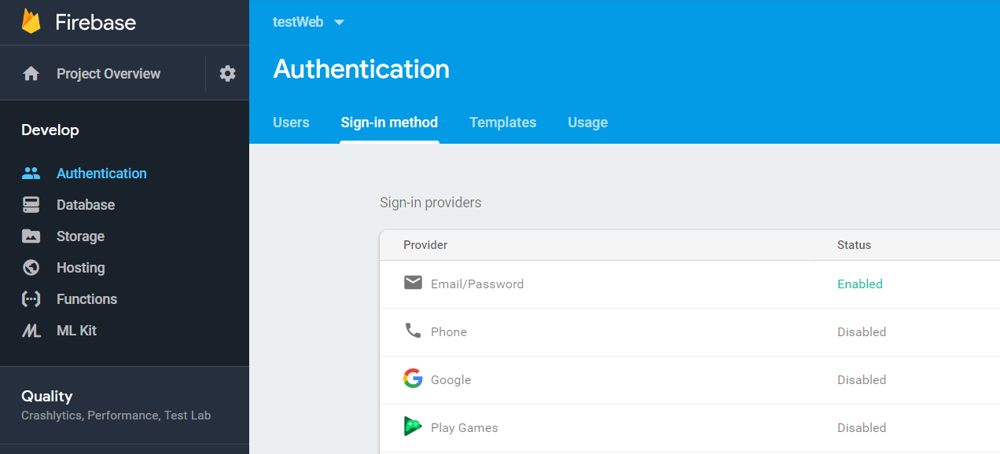 Firebase
Project Overview
Develop
Authentication
Database
Storage
Hosting
Functions
ML Kit
Quality
Crashlytics, Performance, Test Lab
testWeb
Authentication
Users Sign-in method Templates Usage
Sign-in providers
Provider Status
Email/Password Enabled
Phone Disabled
Google Disabled
Play Games Disabled